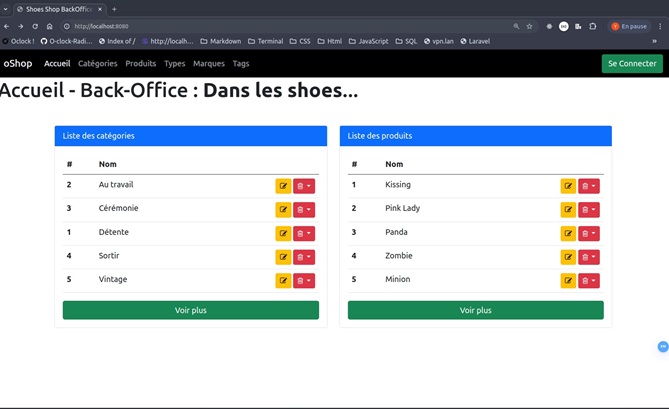 Shoes Shop BackOffice
http://localhost:8080
En pause
Oclock !
O-clock-Radi...
Index of /
http://localh...
Markdown
Terminal
CSS
Html
JavaScript
SQL
vpn.lan
Laravel
oShop
Accueil
Catégories
Produits
Types
Marques
Tags
Se Connecter
Accueil - Back-Office : Dans les shoes...
Liste des catégories
# Nom
2 Au travail
3 Cérémonie
1 Détente
4 Sortir
5 Vintage
Voir plus
Liste des produits
# Nom
1 Kissing
2 Pink Lady
3 Panda
4 Zombie
5 Minion
Voir plus